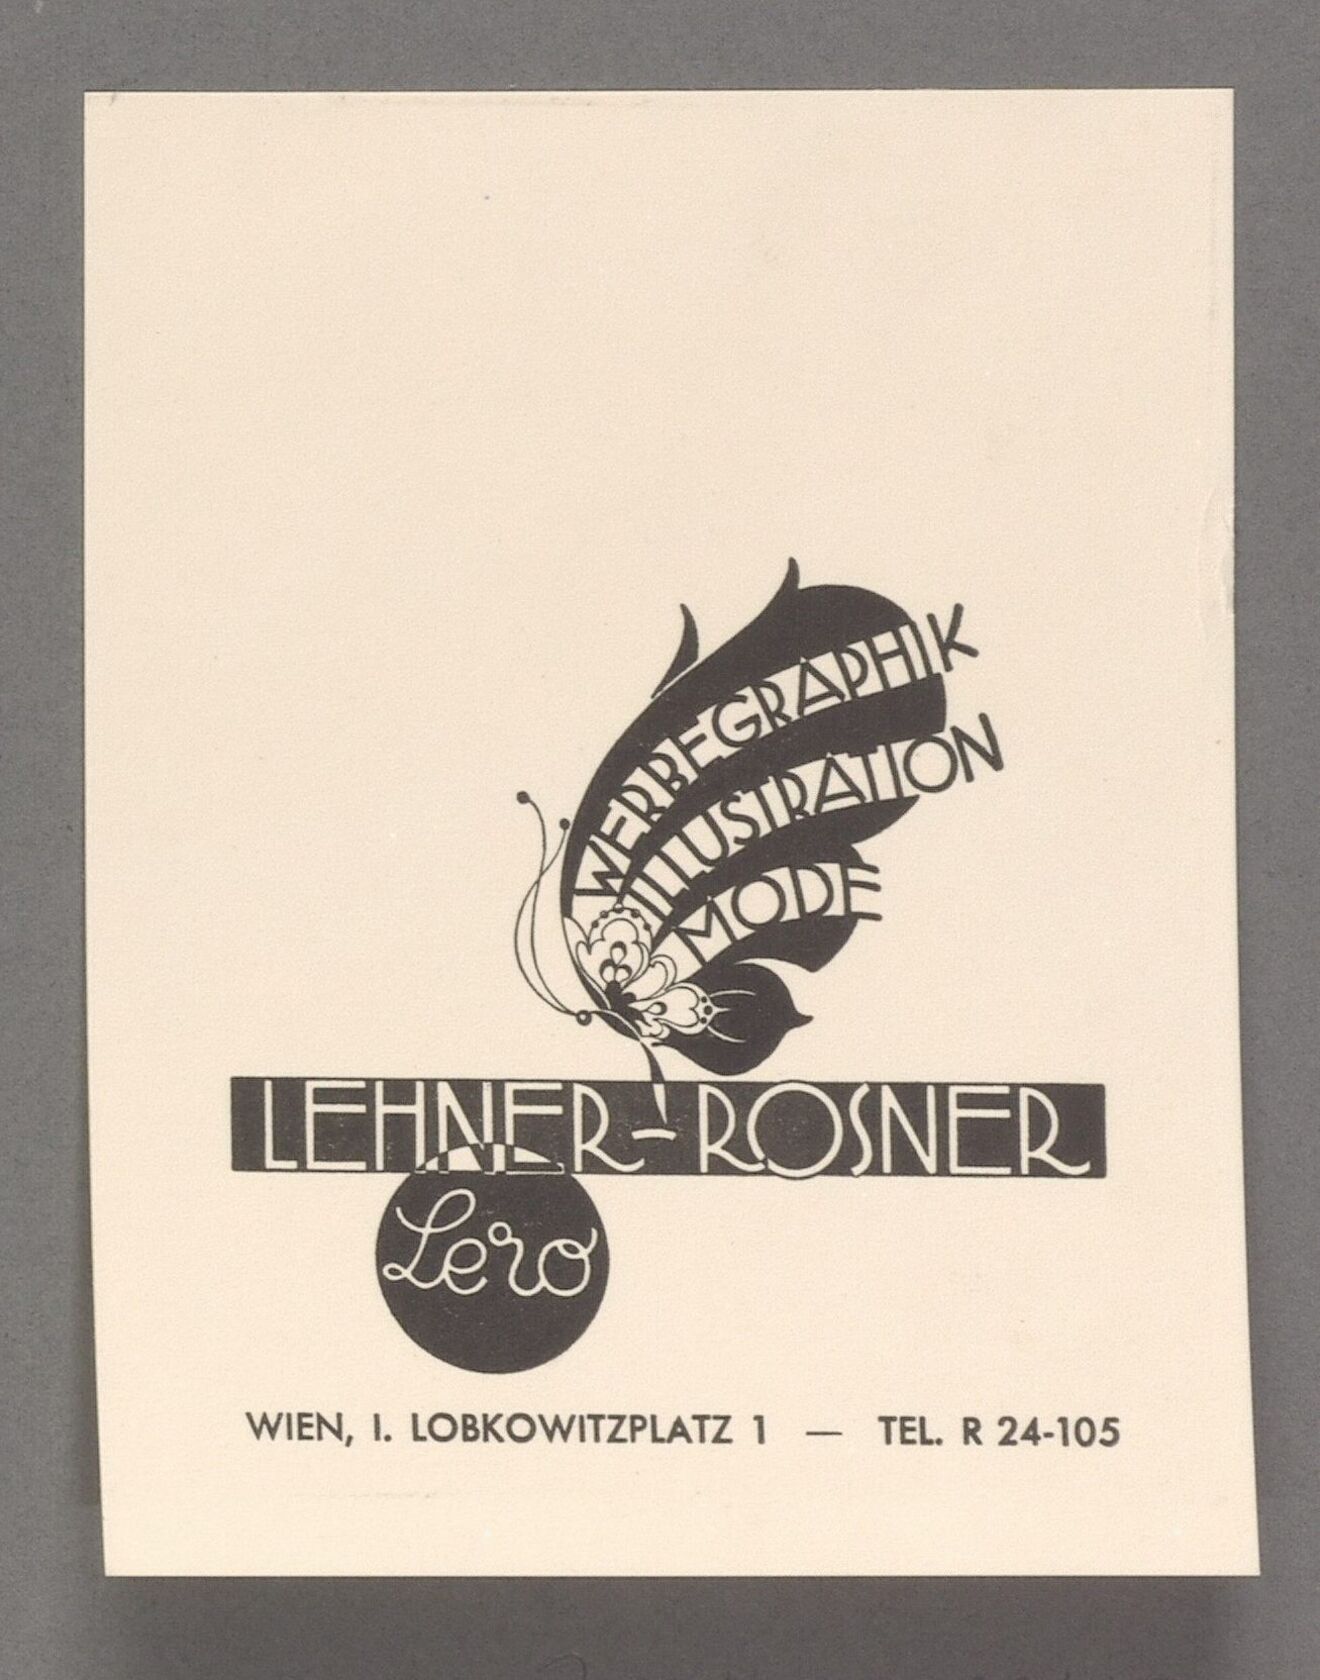 WERBEGRAPHIK
ILLUSTRATION
MODE
LEHNER-ROSNER
Lero
WIEN, I. LOBKOWITZPLATZ 1 — TEL. R 24-105